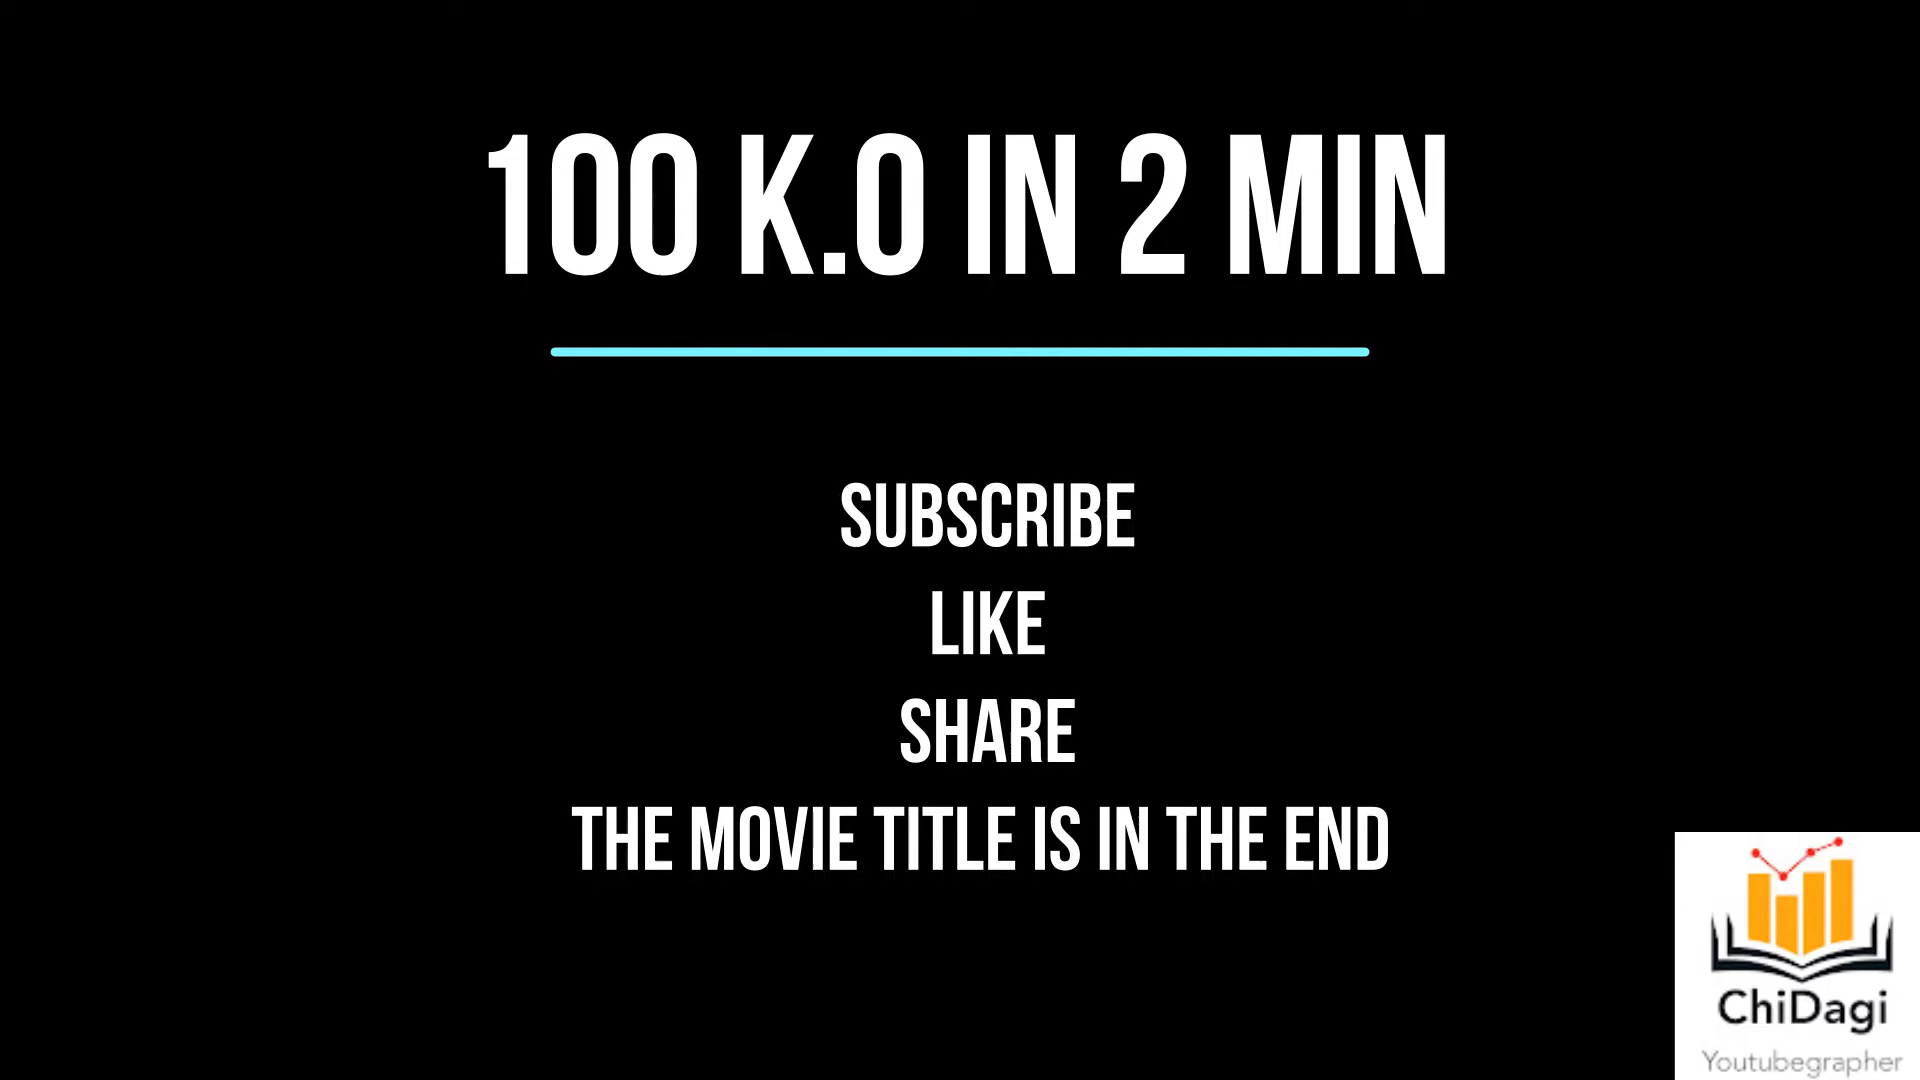 100 K.O IN 2 MIN
SUBSCRIBE
LIKE
SHARE
THE MOVIE TITLE IS IN THE END
ChiDagi
Youtubegrapher